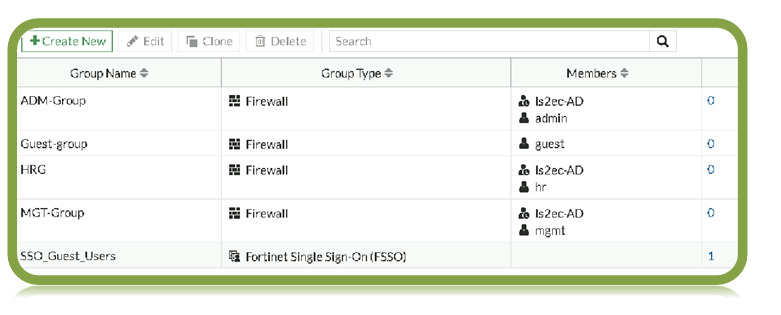 +Create New Edit Clone Delete Search
Group Name Group Type Members
ADM-Group Firewall ls2ec-AD 0
admin
Guest-group Firewall guest 0
HRG Firewall ls2ec-AD 0
hr
MGT-Group Firewall ls2ec-AD 0
mgmt
SSO_Guest_Users Fortinet Single Sign-On (FSSO) 1